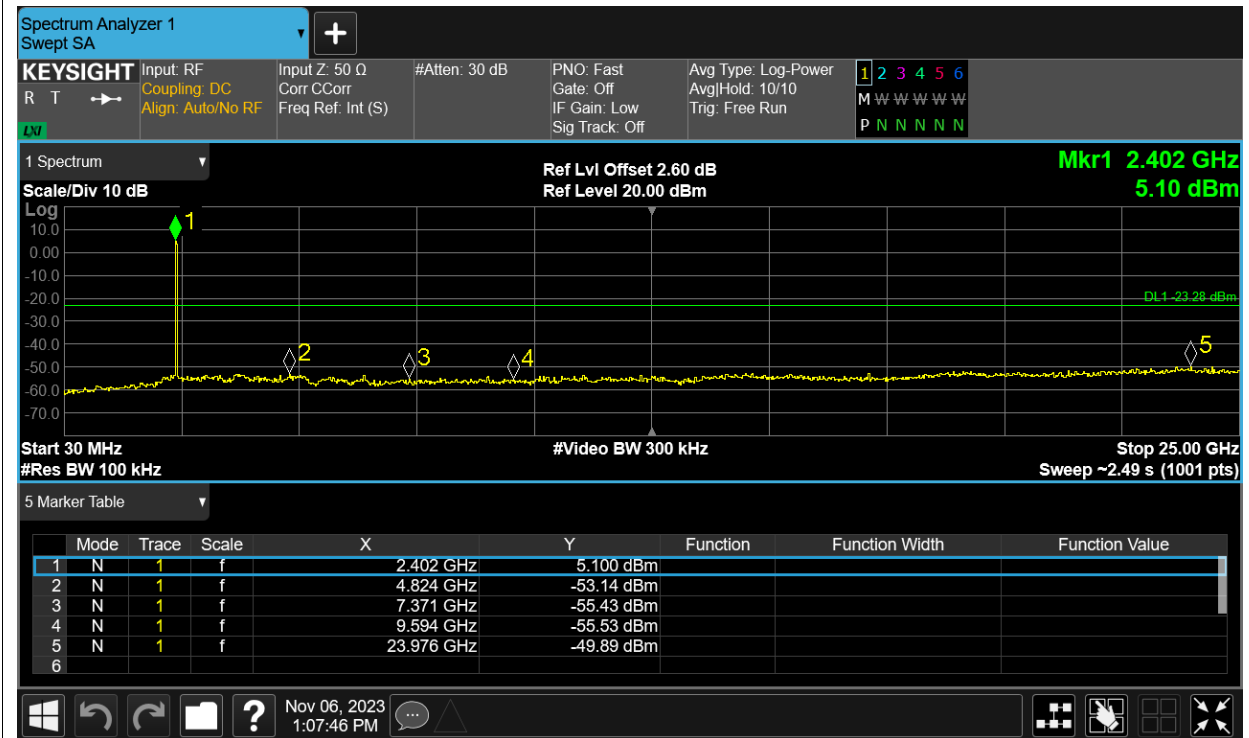 Spectrum Analyzer 1
Swept SA
KEYSIGHT
R T
LXI
Input: RF
Coupling: DC
Align: Auto/No RF
Input Z: 50 Ω
Corr CCorr
Freq Ref: Int (S)
#Atten: 30 dB
PNO: Fast
Gate: Off
IF Gain: Low
Sig Track: Off
Avg Type: Log-Power
Avg|Hold: 10/10
Trig: Free Run
1 2 3 4 5 6
M W W W W W
P N N N N N
1 Spectrum
Scale/Div 10 dB
Ref Lvl Offset 2.60 dB
Ref Level 20.00 dBm
Mkr1 2.402 GHz
5.10 dBm
Log
10.0
0.00
-10.0
-20.0
-30.0
-40.0
-50.0
-60.0
-70.0
1
2
3
4
5
DL1 -23.28 dBm
Start 30 MHz
#Video BW 300 kHz
Stop 25.00 GHz
#Res BW 100 kHz
Sweep ~2.49 s (1001 pts)
5 Marker Table
Mode Trace Scale X Y Function Function Width Function Value
1 N 1 f 2.402 GHz 5.100 dBm
2 N 1 f 4.824 GHz -53.14 dBm
3 N 1 f 7.371 GHz -55.43 dBm
4 N 1 f 9.594 GHz -55.53 dBm
5 N 1 f 23.976 GHz -49.89 dBm
6
?
Nov 06, 2023
1:07:46 PM